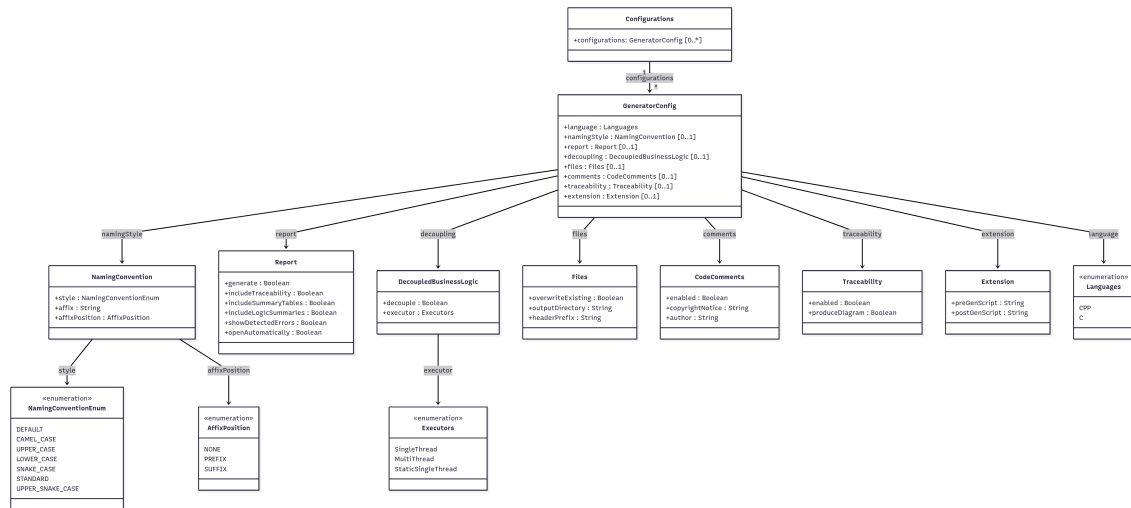 Configurations
+configurations: GeneratorConfig [0..*]
configurations
GeneratorConfig
+language : Languages
+namingStyle : NamingConvention [0..1]
+report : Report [0..1]
+decoupling : DecoupledBusinessLogic [0..1]
+files : Files [0..1]
+comments : CodeComments [0..1]
+traceability : Traceability [0..1]
+extension : Extension [0..1]
namingStyle
report
decoupling
files
comments
traceability
extension
language
NamingConvention
+style : NamingConventionEnum
+affix : String
+affixPosition : AffixPosition
Report
+generate : Boolean
+includeTraceability : Boolean
+includeSummaryTables : Boolean
+includeLogicSummaries : Boolean
+showDetectedErrors : Boolean
+openAutomatically : Boolean
DecoupledBusinessLogic
+decouple : Boolean
+executor : Executors
Files
+overwriteExisting : Boolean
+outputDirectory : String
+headerPrefix : String
CodeComments
+enabled : Boolean
+copyrightNotice : String
+author : String
Traceability
+enabled : Boolean
+produceDiagram : Boolean
Extension
+preGenScript : String
+postGenScript : String
«enumeration»
Languages
CPP
C
style
affixPosition
executor
«enumeration»
NamingConventionEnum
DEFAULT
CAMEL_CASE
UPPER_CASE
LOWER_CASE
SNAKE_CASE
STANDARD
UPPER_SNAKE_CASE
«enumeration»
AffixPosition
NONE
PREFIX
SUFFIX
«enumeration»
Executors
SingleThread
MultiThread
StaticSingleThread